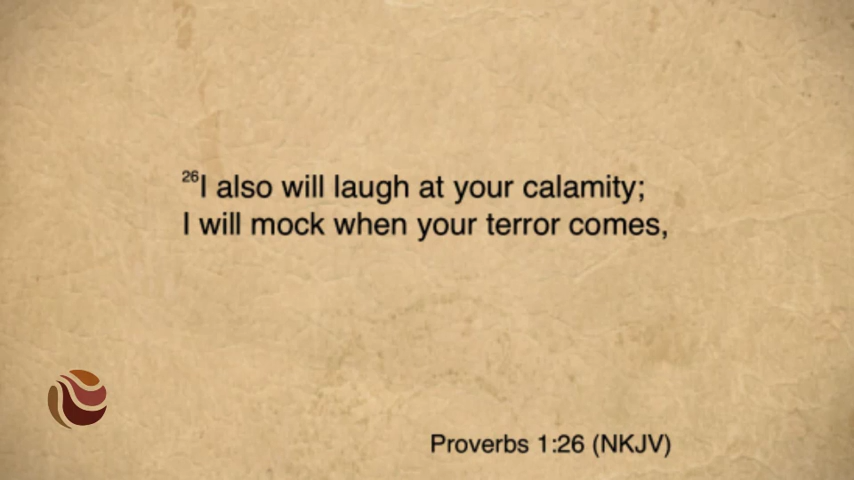 26I also will laugh at your calamity;
I will mock when your terror comes,
Proverbs 1:26 (NKJV)